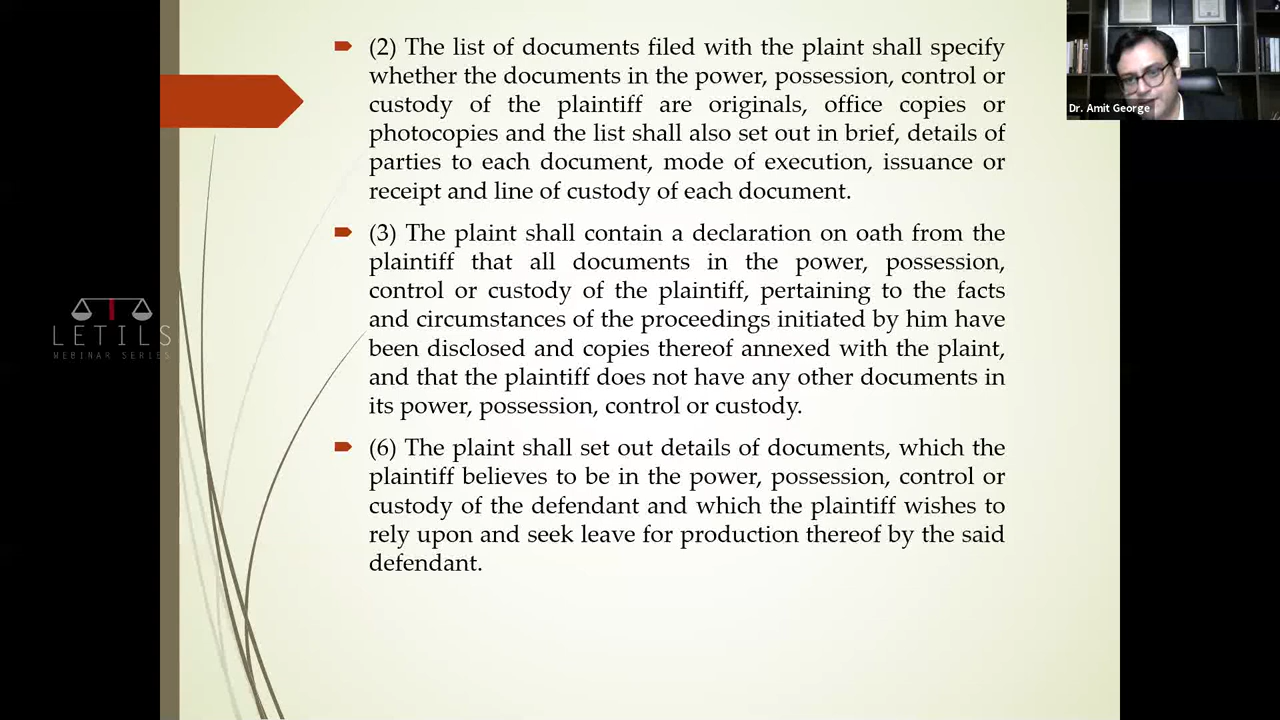 (2) The list of documents filed with the plaint shall specify
whether the documents in the power, possession, control or
custody of the plaintiff are originals, office copies or
photocopies and the list shall also set out in brief, details of
parties to each document, mode of execution, issuance or
receipt and line of custody of each document.
(3) The plaint shall contain a declaration on oath from the
plaintiff that all documents in the power, possession,
control or custody of the plaintiff, pertaining to the facts
and circumstances of the proceedings initiated by him have
been disclosed and copies thereof annexed with the plaint,
and that the plaintiff does not have any other documents in
its power, possession, control or custody.
(6) The plaint shall set out details of documents, which the
plaintiff believes to be in the power, possession, control or
custody of the defendant and which the plaintiff wishes to
rely upon and seek leave for production thereof by the said
defendant.
Dr. Amit George
LETILS
WEBINAR SERIES